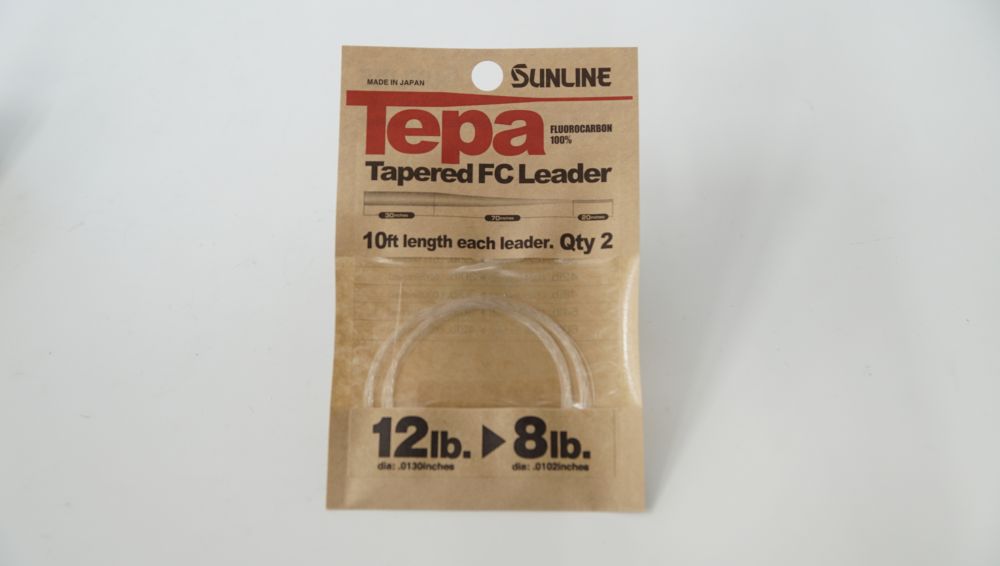 MADE IN JAPAN
SUNLINE
Tepa
FLUOROCARBON
100%
Tapered FC Leader
30inches 70inches 20inches
10ft length each leader. Qty 2
12lb. ▶ 8lb.
dia: .0130inches dia: .0102inches